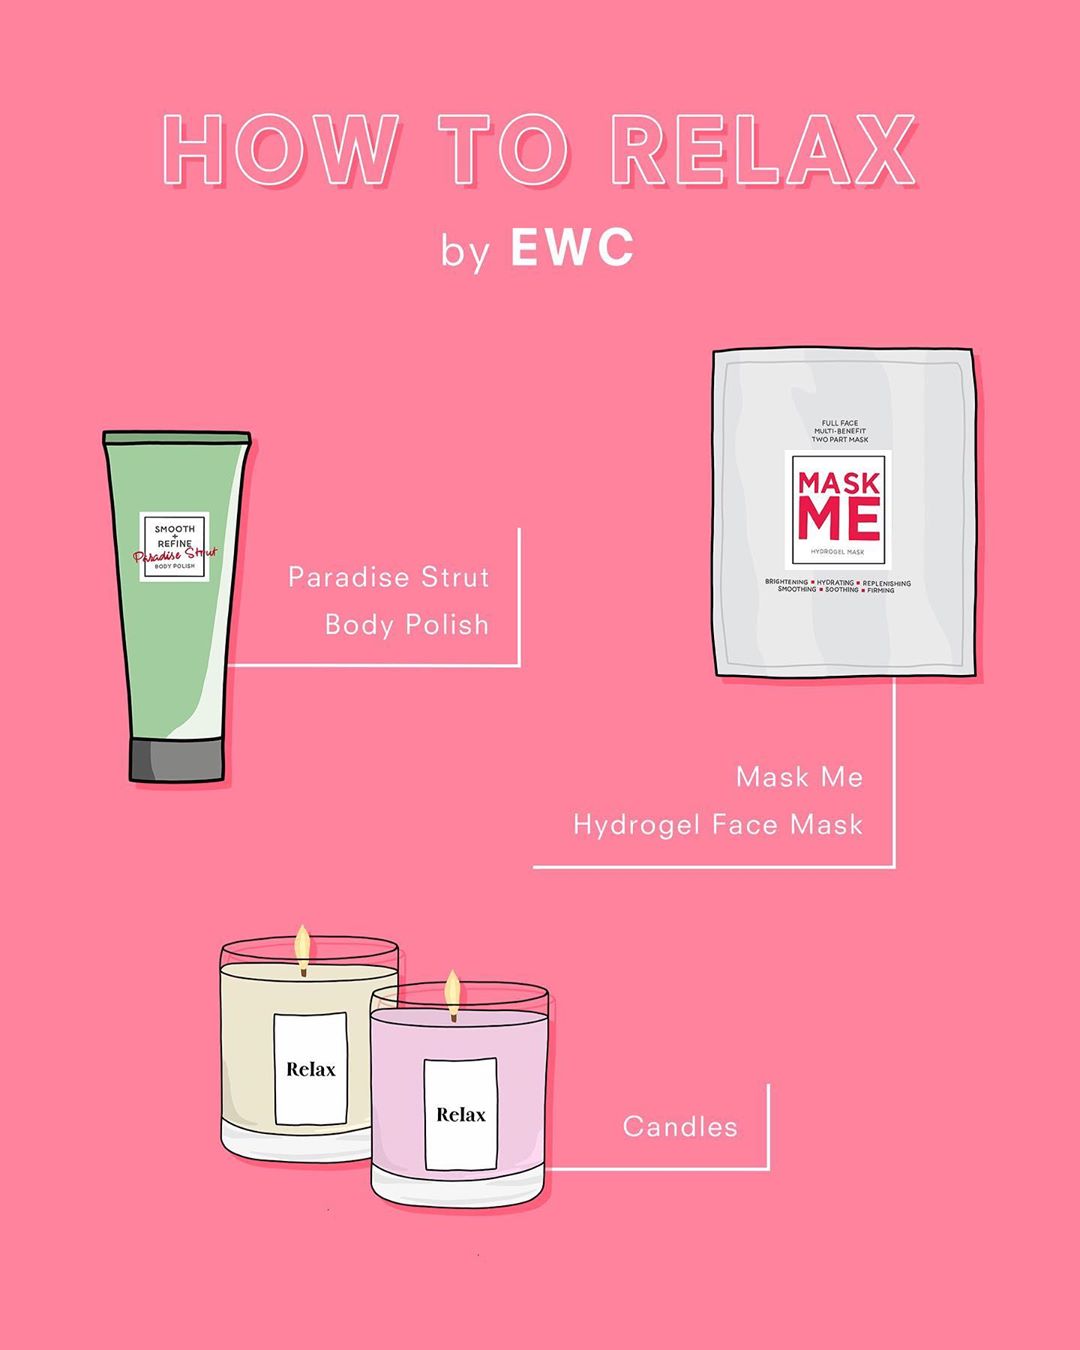 HOW TO RELAX
by EWC
FULL FACE
MULTI-BENEFIT
TWO PART MASK
MASK
ME
HYDROGEL MASK
BRIGHTENING ▪ HYDRATING ▪ REPLENISHING
SMOOTHING ▪ SOOTHING ▪ FIRMING
SMOOTH
+
REFINE
Paradise Strut
BODY POLISH
Paradise Strut
Body Polish
Mask Me
Hydrogel Face Mask
Relax
Relax
Candles